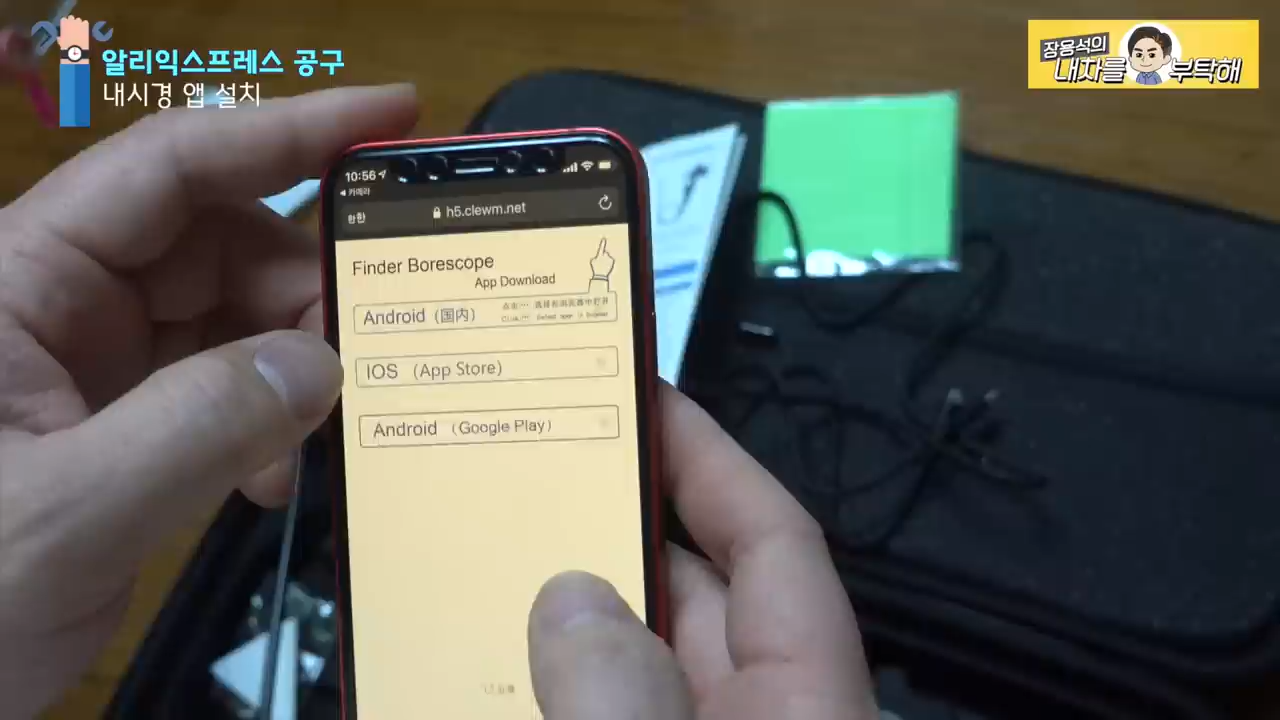 알리익스프레스 공구
내시경 앱 설치
장용석의
내차를 부탁해
10:56
카메라
h5.clewm.net
Finder Borescope
App Download
Android（国内）
IOS （App Store）
Android （Google Play）